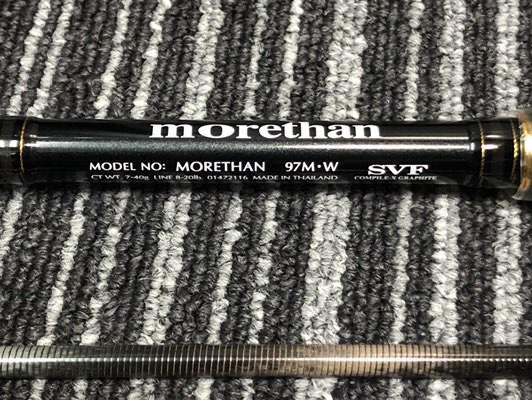 morethan
MODEL NO: MORETHAN 97M·W
SVF
CT WT. 7-40g LINE 8-20lb. 01472116 MADE IN THAILAND
COMPILE-X GRAPHITE